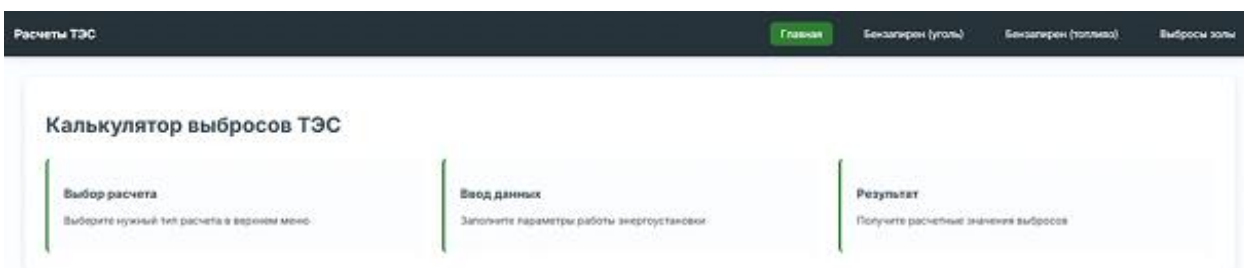 Расчеты ТЭС Главная Бензапирен (уголь) Бензапирен (топливо) Выбросы золы
Калькулятор выбросов ТЭС
Выбор расчета
Выберите нужный тип расчета в верхнем меню
Ввод данных
Заполните параметры работы энергоустановки
Результат
Получите расчетные значения выбросов